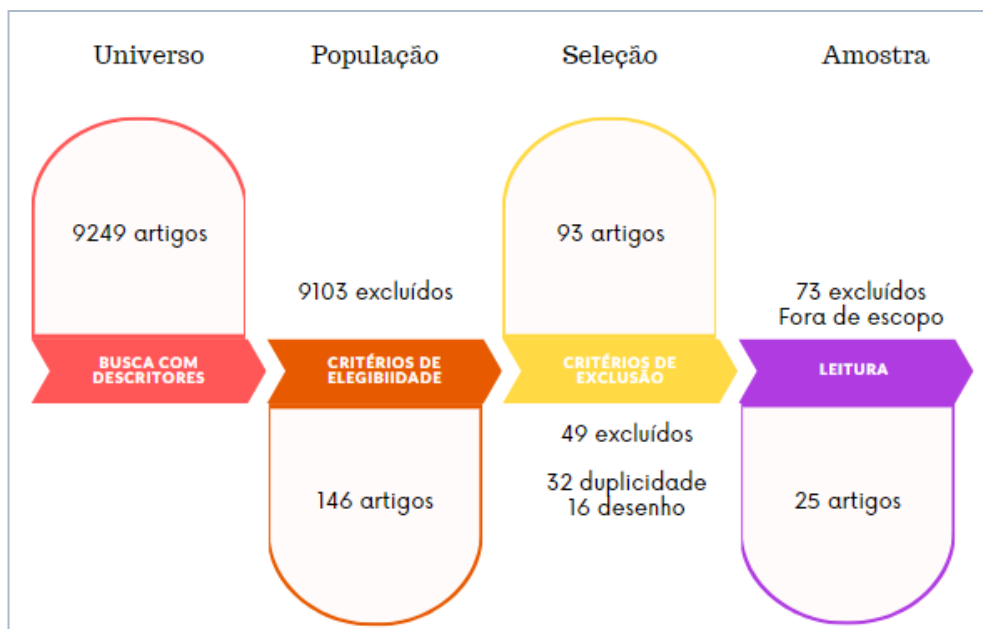 Universo
População
Seleção
Amostra
9249 artigos
BUSCA COM
DESCRITORES
9103 excluídos
CRITÉRIOS DE
ELEGIBIIDADE
146 artigos
93 artigos
CRITÉRIOS DE
EXCLUSÃO
49 excluídos
32 duplicidade
16 desenho
73 excluídos
Fora de escopo
LEITURA
25 artigos